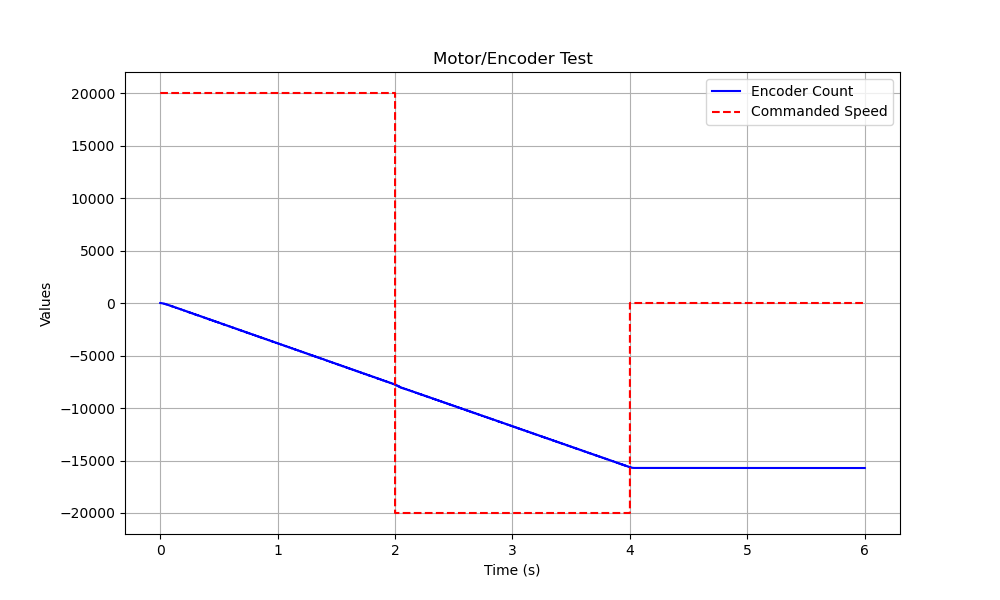 Motor/Encoder Test
Encoder Count
Commanded Speed
20000
15000
10000
5000
0
−5000
−10000
−15000
−20000
Values
0 1 2 3 4 5 6
Time (s)